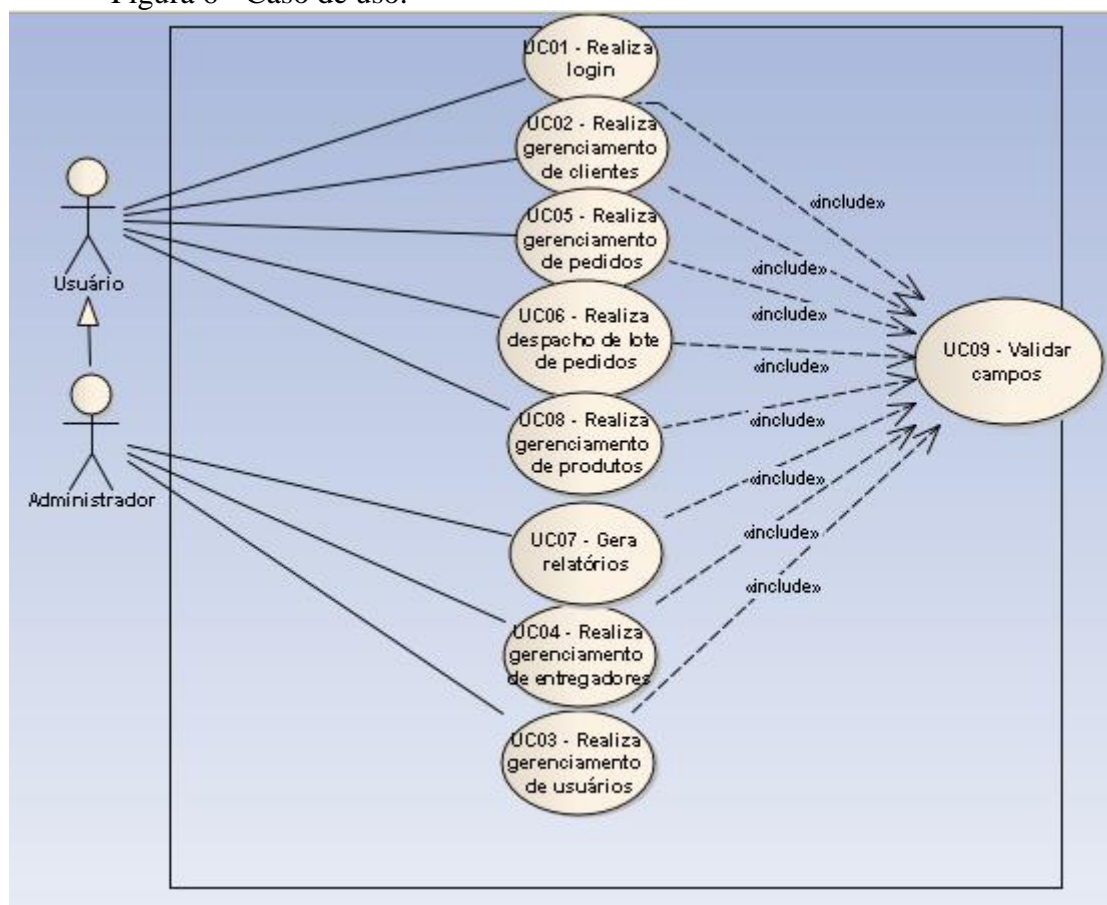 Figura 6 - Caso de uso.
UC01 - Realiza
login
UC02 - Realiza
gerenciamento
de clientes
«include»
UC05 - Realiza
gerenciamento
de pedidos
«include»
Usuário
«include»
UC06 - Realiza
despacho de lote
de pedidos
UC09 - Validar
campos
«include»
UC08 - Realiza
gerenciamento
de produtos
«include»
Administrador
«include»
UC07 - Gera
relatórios
«include»
UC04 - Realiza
gerenciamento
de entregadores
«include»
UC03 - Realiza
gerenciamento
de usuários